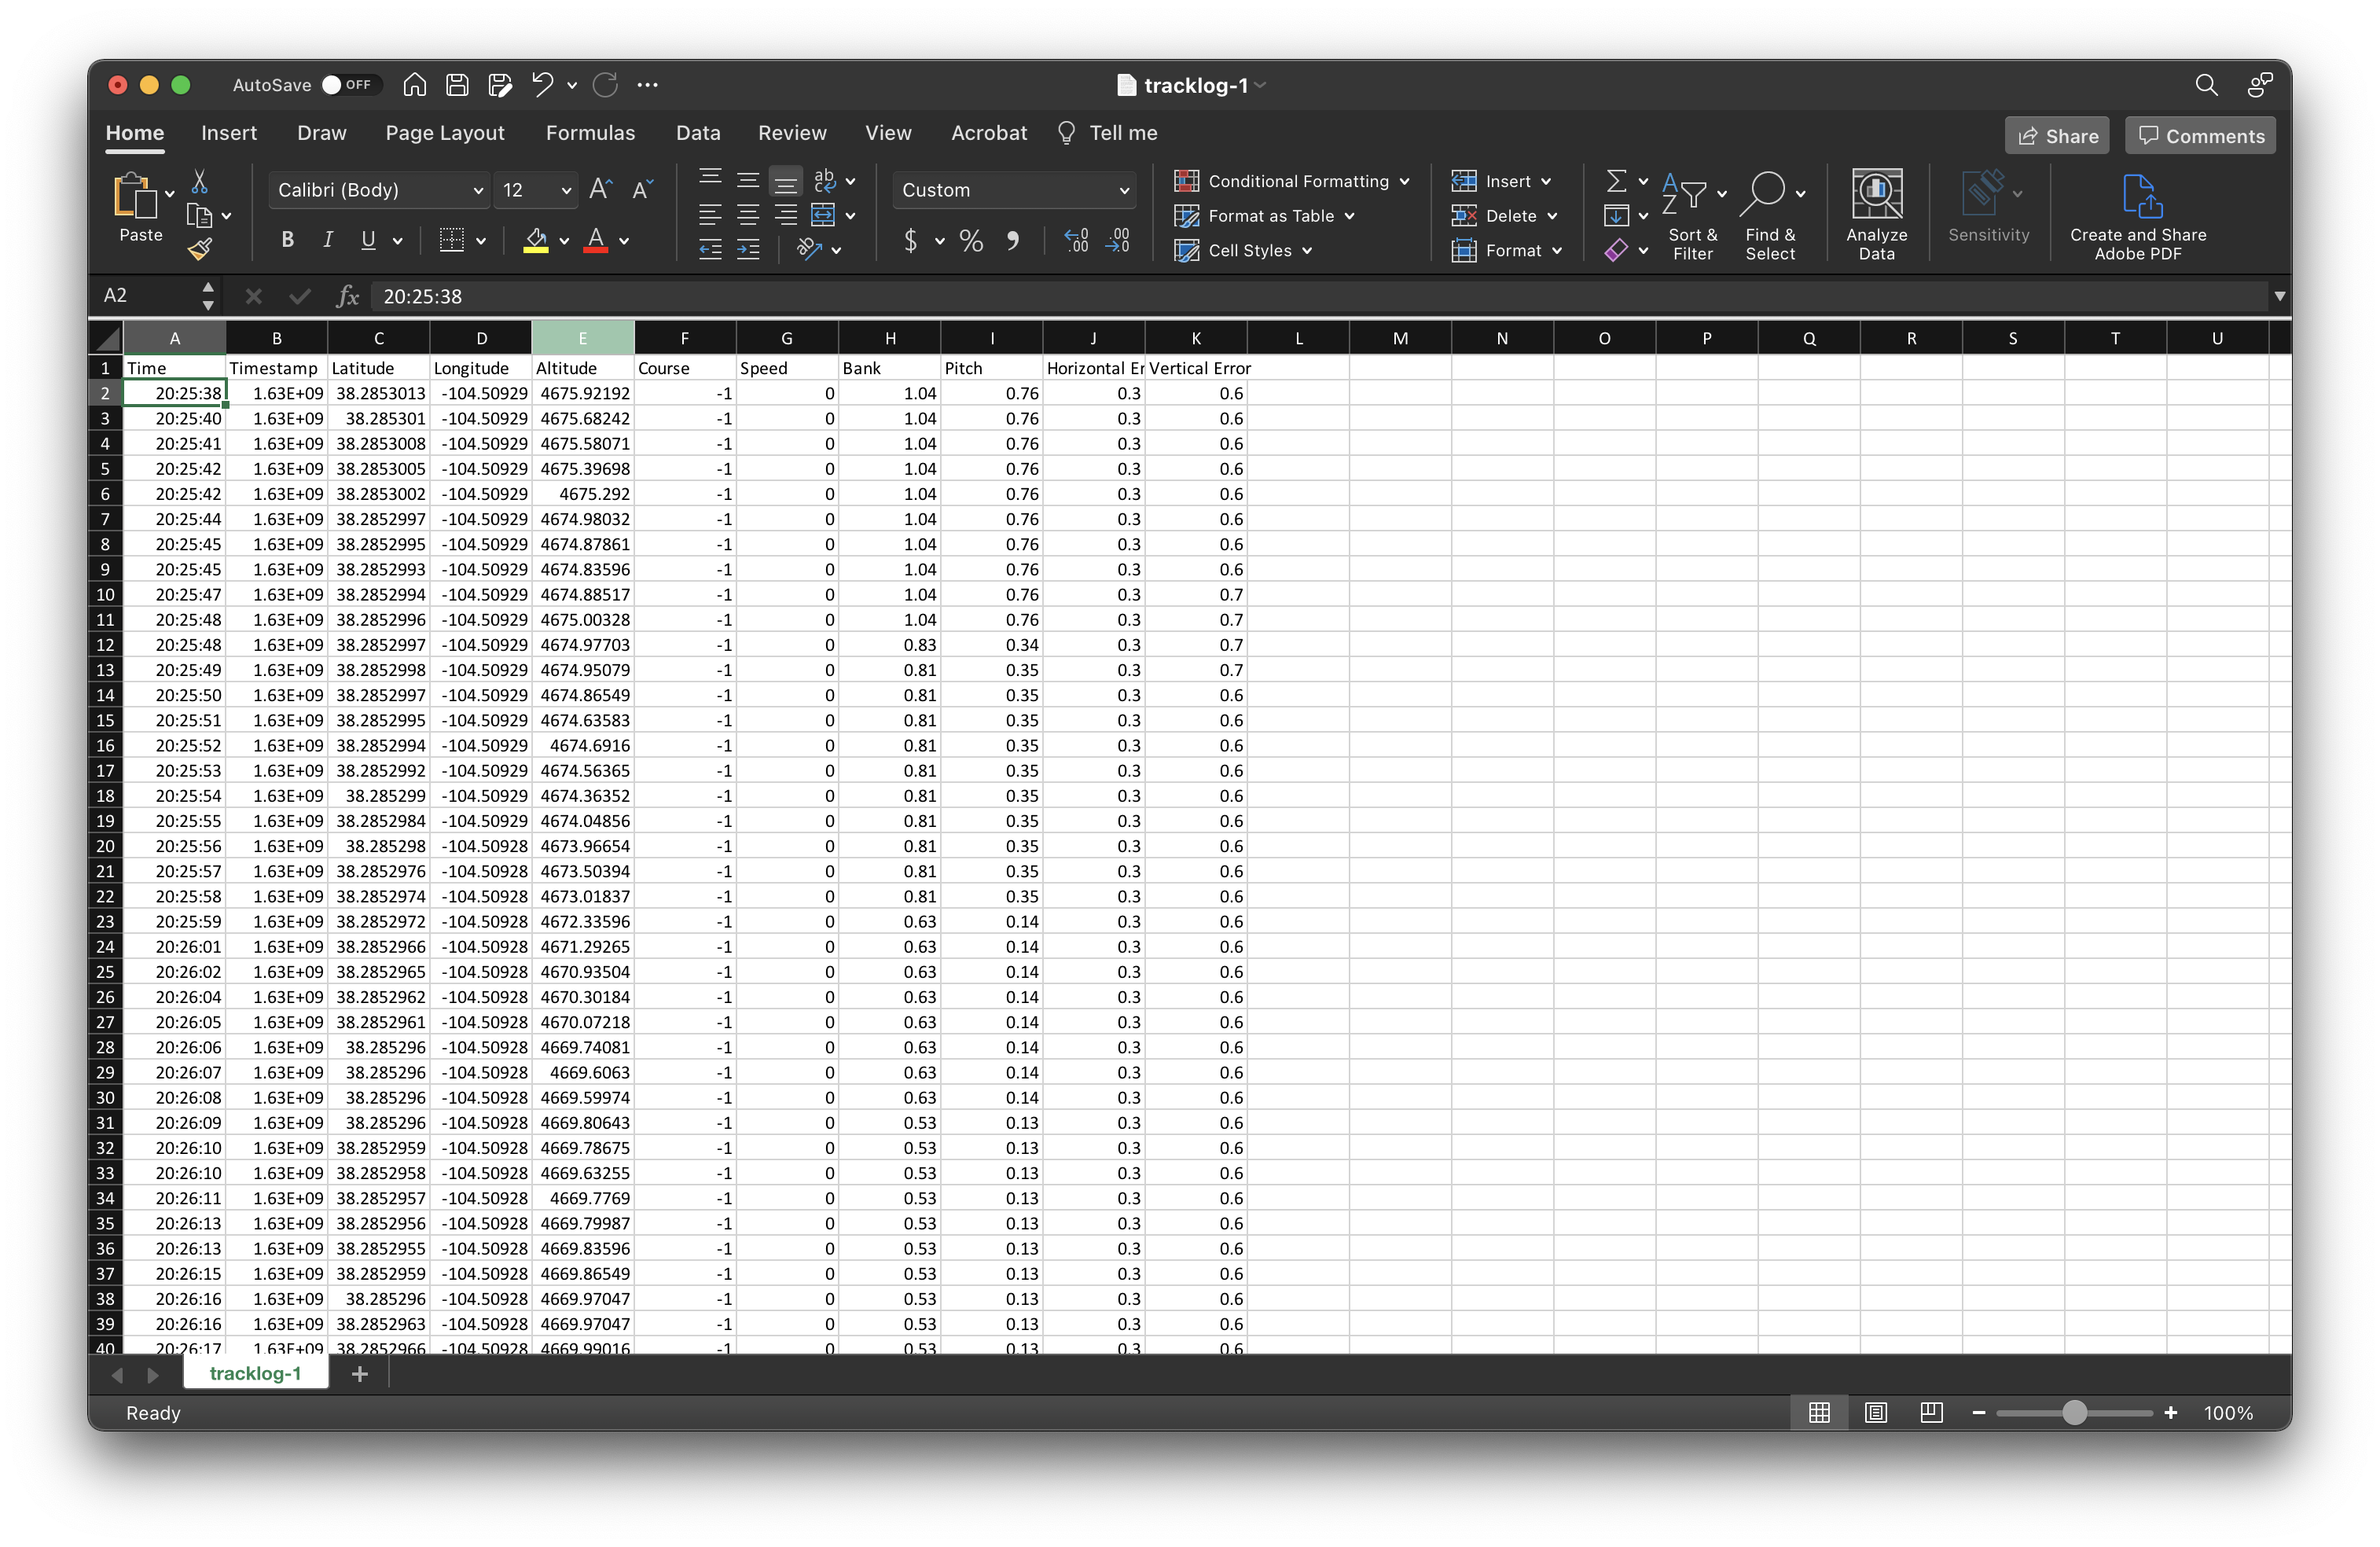 AutoSave OFF tracklog-1
Home Insert Draw Page Layout Formulas Data Review View Acrobat Tell me Share Comments
Paste
Calibri (Body) 12
B I U
ab
Custom
$ % 9 .00 .00
Conditional Formatting
Format as Table
Cell Styles
Insert
Delete
Format
Sort & Filter
Find & Select
Analyze Data
Sensitivity
Create and Share Adobe PDF
A2 fx 20:25:38
A B C D E F G H I J K L M N O P Q R S T U
1 Time Timestamp Latitude Longitude Altitude Course Speed Bank Pitch Horizontal Er Vertical Error
2 20:25:38 1.63E+09 38.2853013 -104.50929 4675.92192 -1 0 1.04 0.76 0.3 0.6
3 20:25:40 1.63E+09 38.285301 -104.50929 4675.68242 -1 0 1.04 0.76 0.3 0.6
4 20:25:41 1.63E+09 38.2853008 -104.50929 4675.58071 -1 0 1.04 0.76 0.3 0.6
5 20:25:42 1.63E+09 38.2853005 -104.50929 4675.39698 -1 0 1.04 0.76 0.3 0.6
6 20:25:42 1.63E+09 38.2853002 -104.50929 4675.292 -1 0 1.04 0.76 0.3 0.6
7 20:25:44 1.63E+09 38.2852997 -104.50929 4674.98032 -1 0 1.04 0.76 0.3 0.6
8 20:25:45 1.63E+09 38.2852995 -104.50929 4674.87861 -1 0 1.04 0.76 0.3 0.6
9 20:25:45 1.63E+09 38.2852993 -104.50929 4674.83596 -1 0 1.04 0.76 0.3 0.6
10 20:25:47 1.63E+09 38.2852994 -104.50929 4674.88517 -1 0 1.04 0.76 0.3 0.7
11 20:25:48 1.63E+09 38.2852996 -104.50929 4675.00328 -1 0 1.04 0.76 0.3 0.7
12 20:25:48 1.63E+09 38.2852997 -104.50929 4674.97703 -1 0 0.83 0.34 0.3 0.7
13 20:25:49 1.63E+09 38.2852998 -104.50929 4674.95079 -1 0 0.81 0.35 0.3 0.7
14 20:25:50 1.63E+09 38.2852997 -104.50929 4674.86549 -1 0 0.81 0.35 0.3 0.6
15 20:25:51 1.63E+09 38.2852995 -104.50929 4674.63583 -1 0 0.81 0.35 0.3 0.6
16 20:25:52 1.63E+09 38.2852994 -104.50929 4674.6916 -1 0 0.81 0.35 0.3 0.6
17 20:25:53 1.63E+09 38.2852992 -104.50929 4674.56365 -1 0 0.81 0.35 0.3 0.6
18 20:25:54 1.63E+09 38.285299 -104.50929 4674.36352 -1 0 0.81 0.35 0.3 0.6
19 20:25:55 1.63E+09 38.2852984 -104.50929 4674.04856 -1 0 0.81 0.35 0.3 0.6
20 20:25:56 1.63E+09 38.285298 -104.50928 4673.96654 -1 0 0.81 0.35 0.3 0.6
21 20:25:57 1.63E+09 38.2852976 -104.50928 4673.50394 -1 0 0.81 0.35 0.3 0.6
22 20:25:58 1.63E+09 38.2852974 -104.50928 4673.01837 -1 0 0.81 0.35 0.3 0.6
23 20:25:59 1.63E+09 38.2852972 -104.50928 4672.33596 -1 0 0.63 0.14 0.3 0.6
24 20:26:01 1.63E+09 38.2852966 -104.50928 4671.29265 -1 0 0.63 0.14 0.3 0.6
25 20:26:02 1.63E+09 38.2852965 -104.50928 4670.93504 -1 0 0.63 0.14 0.3 0.6
26 20:26:04 1.63E+09 38.2852962 -104.50928 4670.30184 -1 0 0.63 0.14 0.3 0.6
27 20:26:05 1.63E+09 38.2852961 -104.50928 4670.07218 -1 0 0.63 0.14 0.3 0.6
28 20:26:06 1.63E+09 38.285296 -104.50928 4669.74081 -1 0 0.63 0.14 0.3 0.6
29 20:26:07 1.63E+09 38.285296 -104.50928 4669.6063 -1 0 0.63 0.14 0.3 0.6
30 20:26:08 1.63E+09 38.285296 -104.50928 4669.59974 -1 0 0.63 0.14 0.3 0.6
31 20:26:09 1.63E+09 38.285296 -104.50928 4669.80643 -1 0 0.53 0.13 0.3 0.6
32 20:26:10 1.63E+09 38.2852959 -104.50928 4669.78675 -1 0 0.53 0.13 0.3 0.6
33 20:26:10 1.63E+09 38.2852958 -104.50928 4669.63255 -1 0 0.53 0.13 0.3 0.6
34 20:26:11 1.63E+09 38.2852957 -104.50928 4669.7769 -1 0 0.53 0.13 0.3 0.6
35 20:26:13 1.63E+09 38.2852956 -104.50928 4669.79987 -1 0 0.53 0.13 0.3 0.6
36 20:26:13 1.63E+09 38.2852955 -104.50928 4669.83596 -1 0 0.53 0.13 0.3 0.6
37 20:26:15 1.63E+09 38.2852959 -104.50928 4669.86549 -1 0 0.53 0.13 0.3 0.6
38 20:26:16 1.63E+09 38.285296 -104.50928 4669.97047 -1 0 0.53 0.13 0.3 0.6
39 20:26:16 1.63E+09 38.2852963 -104.50928 4669.97047 -1 0 0.53 0.13 0.3 0.6
40 20:26:17 1.63E+09 38.2852966 -104.50928 4669.99016 -1 0 0.53 0.13 0.3 0.6
tracklog-1 +
Ready 100%